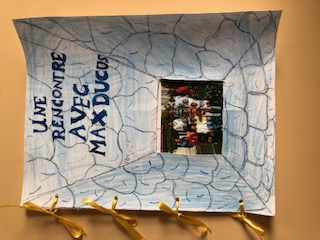 UNE
RENCONTRE
AVEC
MAX DUCOS